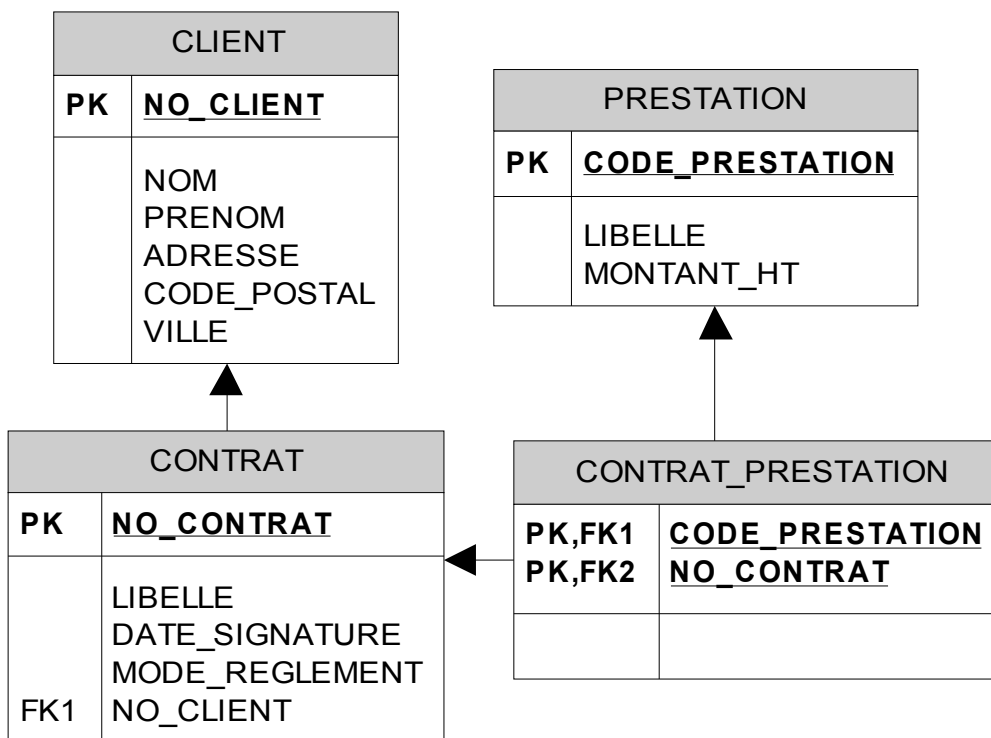 CLIENT
PK NO_CLIENT
NOM
PRENOM
ADRESSE
CODE_POSTAL
VILLE
PRESTATION
PK CODE_PRESTATION
LIBELLE
MONTANT_HT
CONTRAT
PK NO_CONTRAT
LIBELLE
DATE_SIGNATURE
MODE_REGLEMENT
FK1 NO_CLIENT
CONTRAT_PRESTATION
PK,FK1 CODE_PRESTATION
PK,FK2 NO_CONTRAT